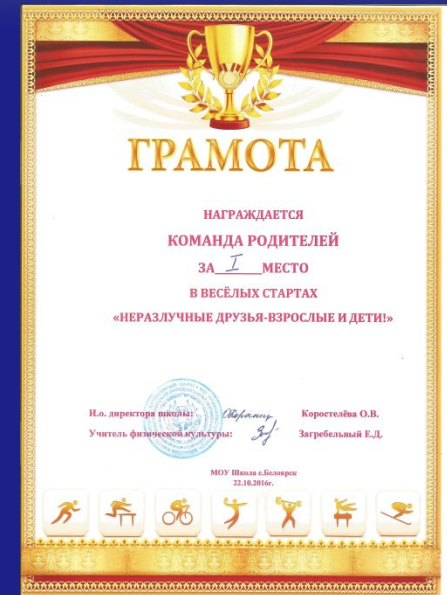 ГРАМОТА
НАГРАЖДАЕТСЯ
КОМАНДА РОДИТЕЛЕЙ
ЗА I МЕСТО
В ВЕСЁЛЫХ СТАРТАХ
«НЕРАЗЛУЧНЫЕ ДРУЗЬЯ-ВЗРОСЛЫЕ И ДЕТИ!»
И.о. директора школы: Коростелёва О.В.
Учитель физической культуры: Загребельный Е.Д.
МОУ Школа с.Белоярск
22.10.2016г.